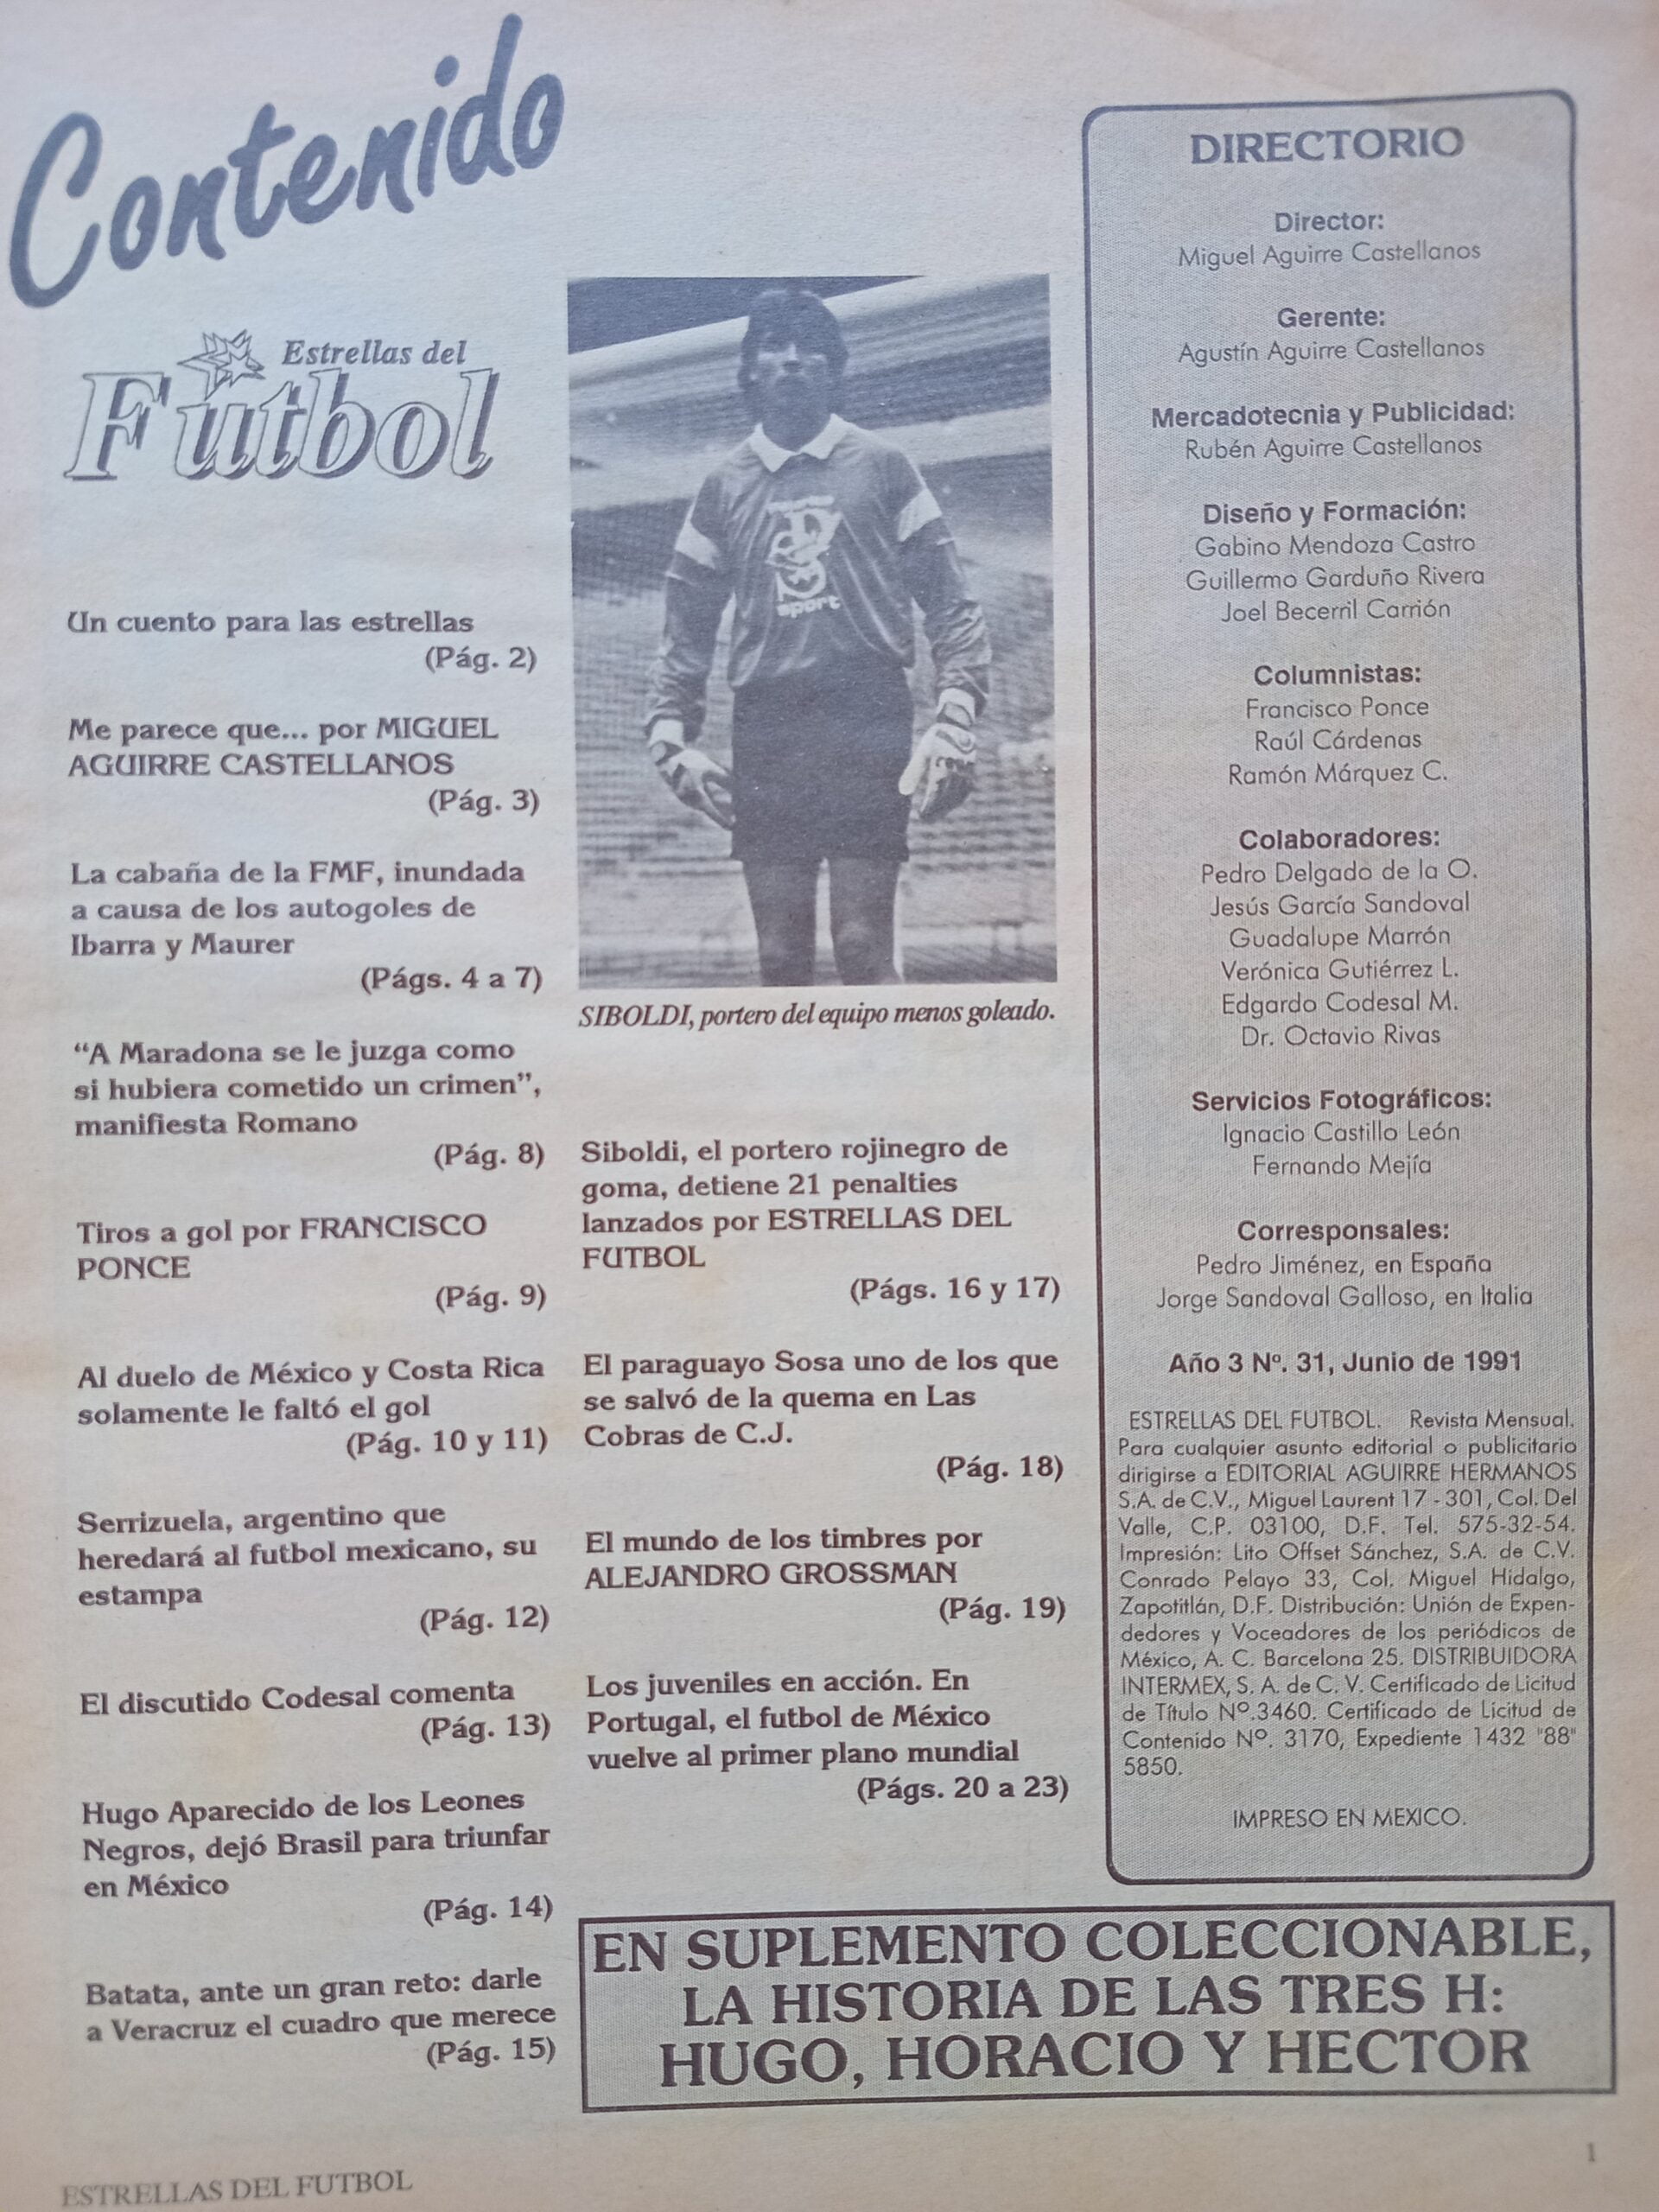 Contenido
Estrellas del
Futbol
Un cuento para las estrellas
(Pág. 2)
Me parece que... por MIGUEL
AGUIRRE CASTELLANOS
(Pág. 3)
La cabaña de la FMF, inundada
a causa de los autogoles de
Ibarra y Maurer
(Págs. 4 a 7)
“A Maradona se le juzga como
si hubiera cometido un crimen”,
manifiesta Romano
(Pág. 8)
Tiros a gol por FRANCISCO
PONCE
(Pág. 9)
Al duelo de México y Costa Rica
solamente le faltó el gol
(Pág. 10 y 11)
Serrizuela, argentino que
heredará al futbol mexicano, su
estampa
(Pág. 12)
El discutido Codesal comenta
(Pág. 13)
Hugo Aparecido de los Leones
Negros, dejó Brasil para triunfar
en México
(Pág. 14)
Batata, ante un gran reto: darle
a Veracruz el cuadro que merece
(Pág. 15)
sport
SIBOLDI, portero del equipo menos goleado.
Siboldi, el portero rojinegro de
goma, detiene 21 penalties
lanzados por ESTRELLAS DEL
FUTBOL
(Págs. 16 y 17)
El paraguayo Sosa uno de los que
se salvó de la quema en Las
Cobras de C.J.
(Pág. 18)
El mundo de los timbres por
ALEJANDRO GROSSMAN
(Pág. 19)
Los juveniles en acción. En
Portugal, el futbol de México
vuelve al primer plano mundial
(Págs. 20 a 23)
DIRECTORIO
Director:
Miguel Aguirre Castellanos
Gerente:
Agustín Aguirre Castellanos
Mercadotecnia y Publicidad:
Rubén Aguirre Castellanos
Diseño y Formación:
Gabino Mendoza Castro
Guillermo Garduño Rivera
Joel Becerril Carrión
Columnistas:
Francisco Ponce
Raúl Cárdenas
Ramón Márquez C.
Colaboradores:
Pedro Delgado de la O.
Jesús García Sandoval
Guadalupe Marrón
Verónica Gutiérrez L.
Edgardo Codesal M.
Dr. Octavio Rivas
Servicios Fotográficos:
Ignacio Castillo León
Fernando Mejía
Corresponsales:
Pedro Jiménez, en España
Jorge Sandoval Galloso, en Italia
Año 3 Nº. 31, Junio de 1991
ESTRELLAS DEL FUTBOL. Revista Mensual.
Para cualquier asunto editorial o publicitario
dirigirse a EDITORIAL AGUIRRE HERMANOS
S.A. de C.V., Miguel Laurent 17 - 301, Col. Del
Valle, C.P. 03100, D.F. Tel. 575-32-54.
Impresión: Lito Offset Sánchez, S.A. de C.V.
Conrado Pelayo 33, Col. Miguel Hidalgo,
Zapotitlán, D.F. Distribución: Unión de Expen-
dedores y Voceadores de los periódicos de
México, A. C. Barcelona 25. DISTRIBUIDORA
INTERMEX, S. A. de C. V. Certificado de Licitud
de Título Nº.3460. Certificado de Licitud de
Contenido Nº. 3170, Expediente 1432 "88"
5850.
IMPRESO EN MEXICO.
EN SUPLEMENTO COLECCIONABLE,
LA HISTORIA DE LAS TRES H:
HUGO, HORACIO Y HECTOR
ESTRELLAS DEL FUTBOL
1